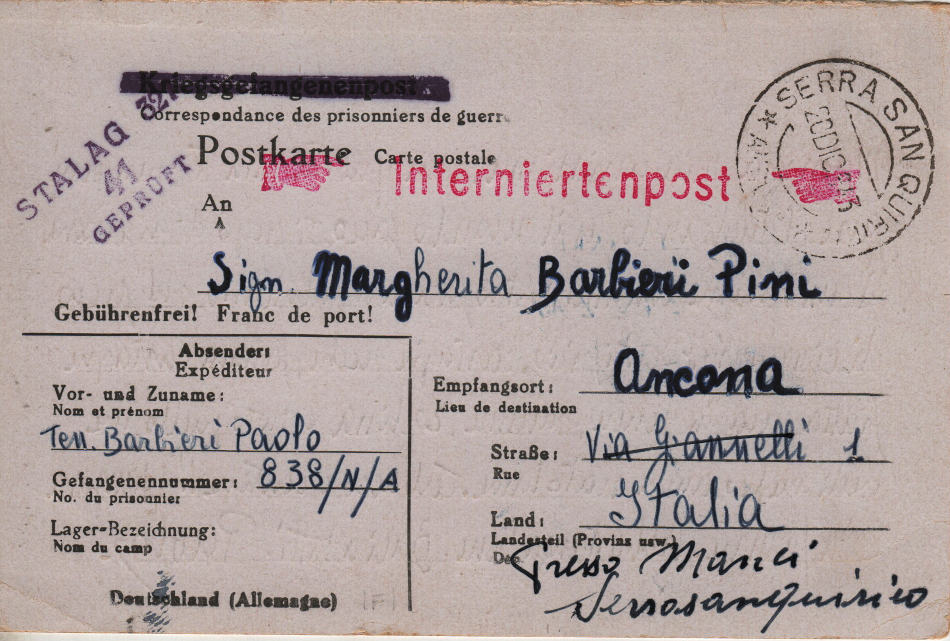 Kriegsgefangenenpost
Correspondance des prisonniers de guerre
STALAG 327
41
GEPRÜFT
Postkarte Carte postale
Interniertenpost
SERRA SAN QUIRICO
An
Sign. Margherita Barbieri Pini
Gebührenfrei! Franc de port!
Absender:
Expéditeur
Vor- und Zuname:
Nom et prénom
Ten. Barbieri Paolo
Gefangenennummer: 838/N/A
No. du prisonnier
Lager-Bezeichnung:
Nom du camp
Deutschland (Allemagne)
Empfangsort: Ancona
Lieu de destination
Straße: Via Giannelli 1
Rue
Land: Italia
Landesteil (Provinz usw.)
Presso Manci
Serrosanquirico